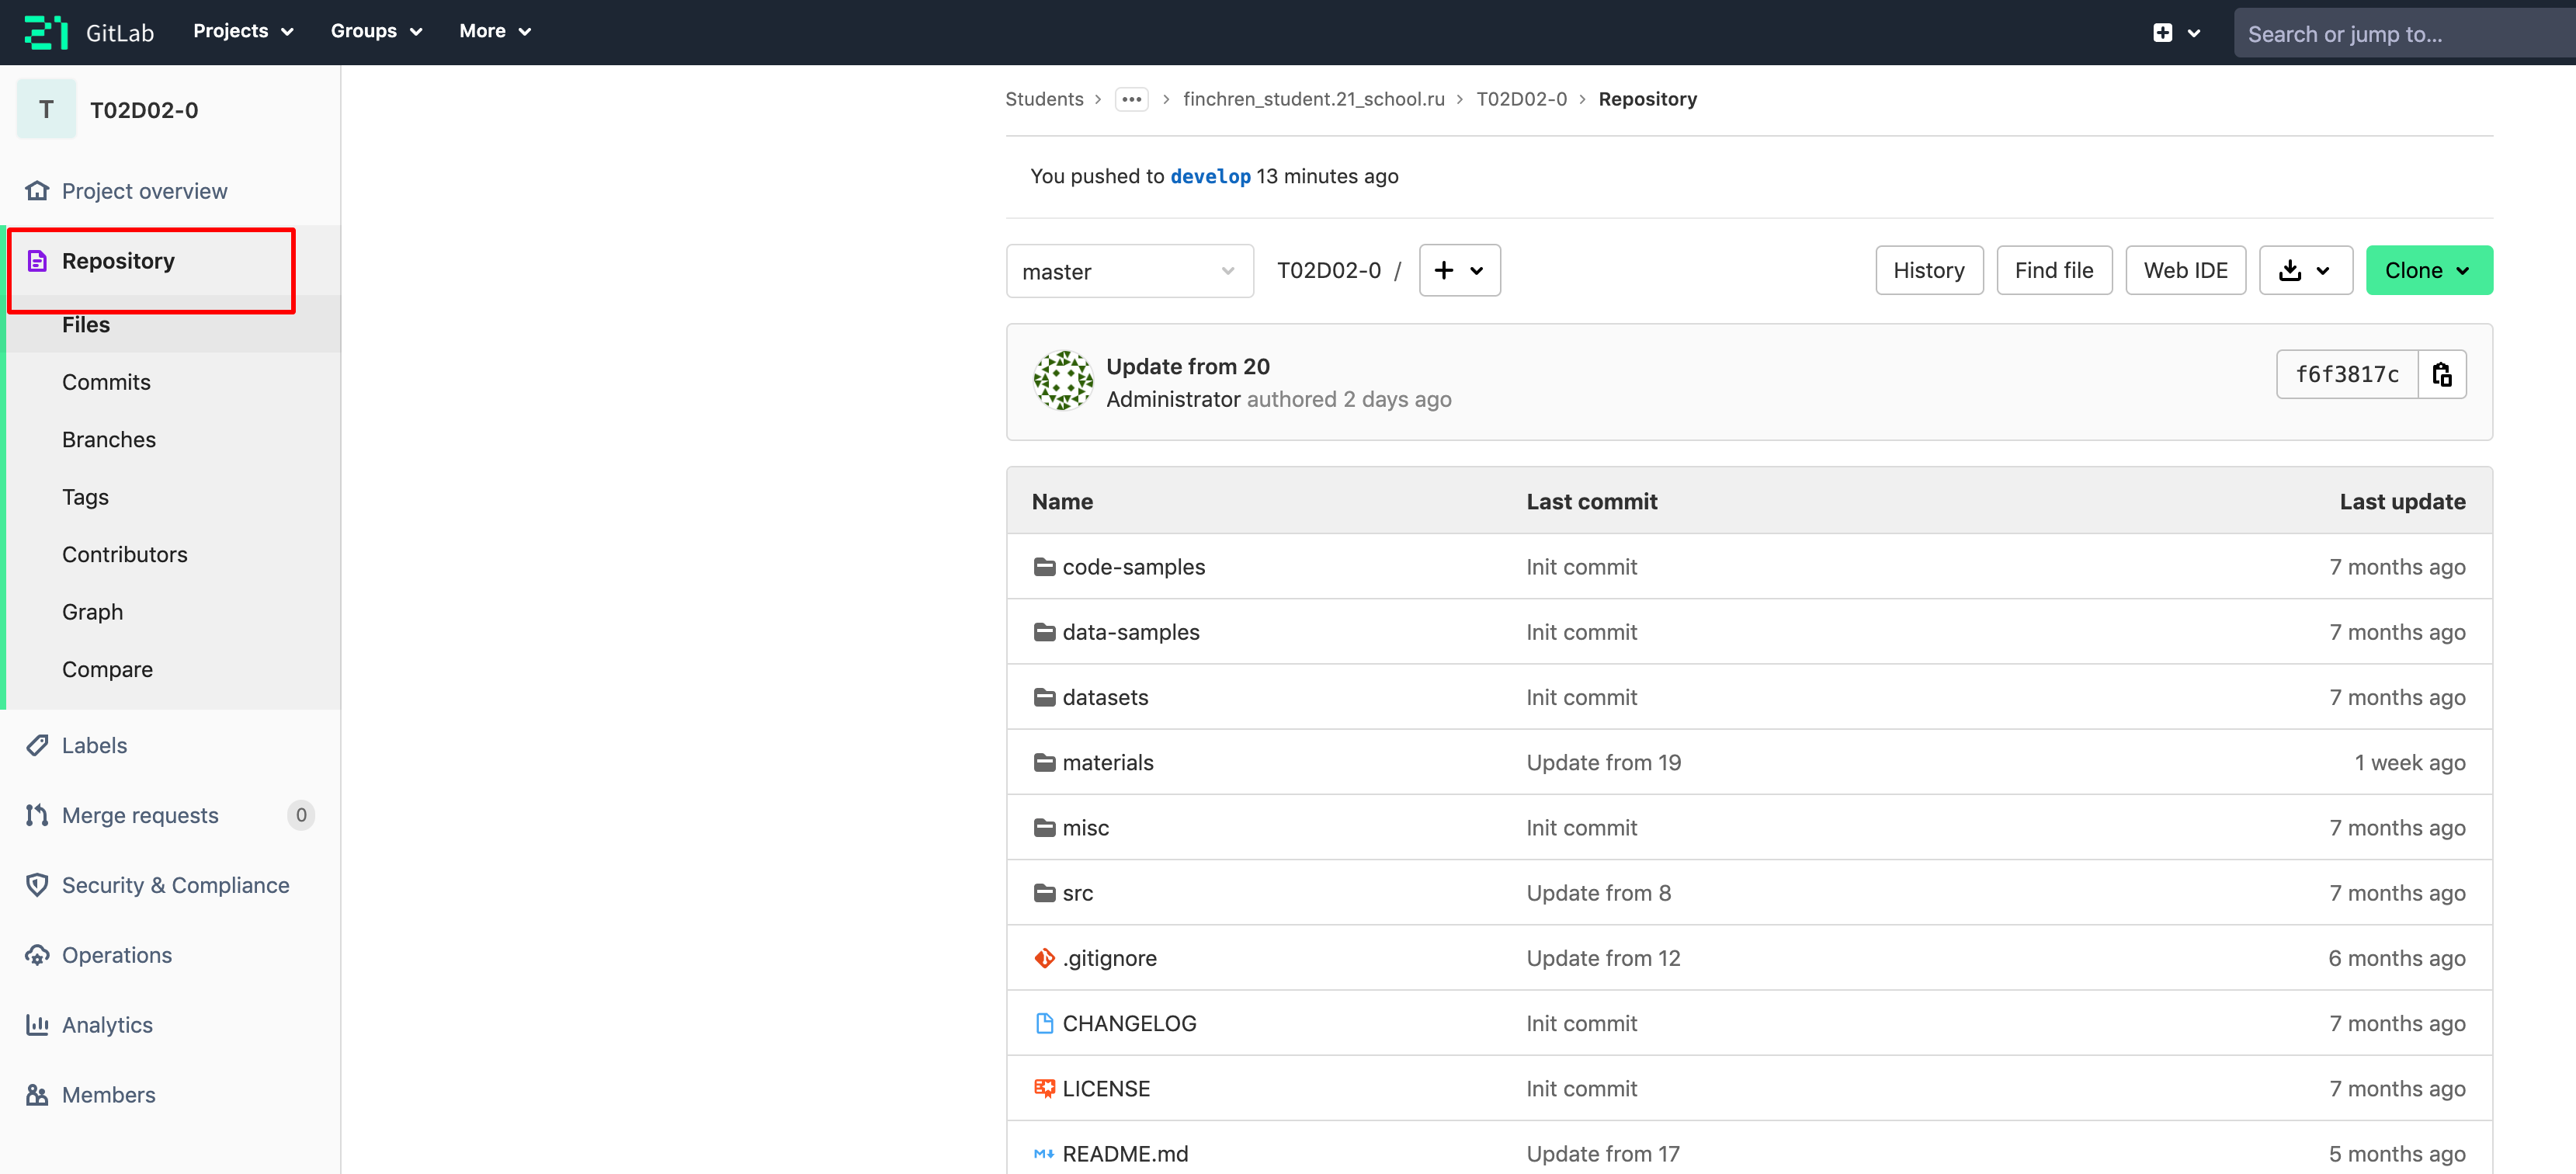 GitLab Projects Groups More Search or jump to...
T T02D02-0
Project overview
Repository
Files
Commits
Branches
Tags
Contributors
Graph
Compare
Labels
Merge requests 0
Security & Compliance
Operations
Analytics
Members
Students > ... > finchren_student.21_school.ru > T02D02-0 > Repository
You pushed to develop 13 minutes ago
master T02D02-0 / + History Find file Web IDE Clone
Update from 20
Administrator authored 2 days ago
f6f3817c
Name Last commit Last update
code-samples Init commit 7 months ago
data-samples Init commit 7 months ago
datasets Init commit 7 months ago
materials Update from 19 1 week ago
misc Init commit 7 months ago
src Update from 8 7 months ago
.gitignore Update from 12 6 months ago
CHANGELOG Init commit 7 months ago
LICENSE Init commit 7 months ago
README.md Update from 17 5 months ago